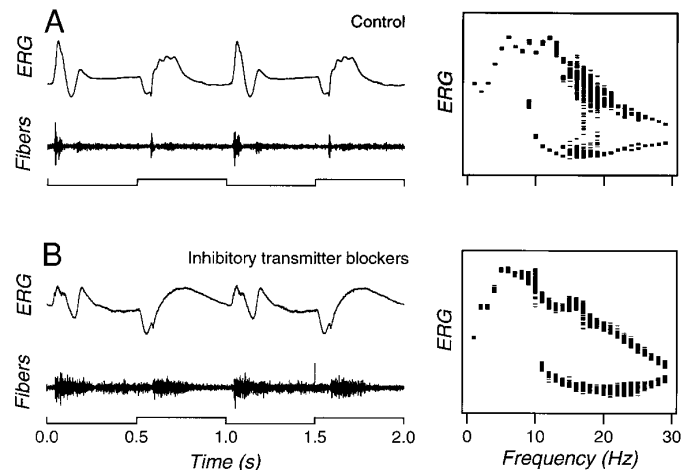 A
Control
ERG
Fibers
ERG
B
Inhibitory transmitter blockers
ERG
Fibers
ERG
0.0 0.5 1.0 1.5 2.0
Time (s)
0 10 20 30
Frequency (Hz)